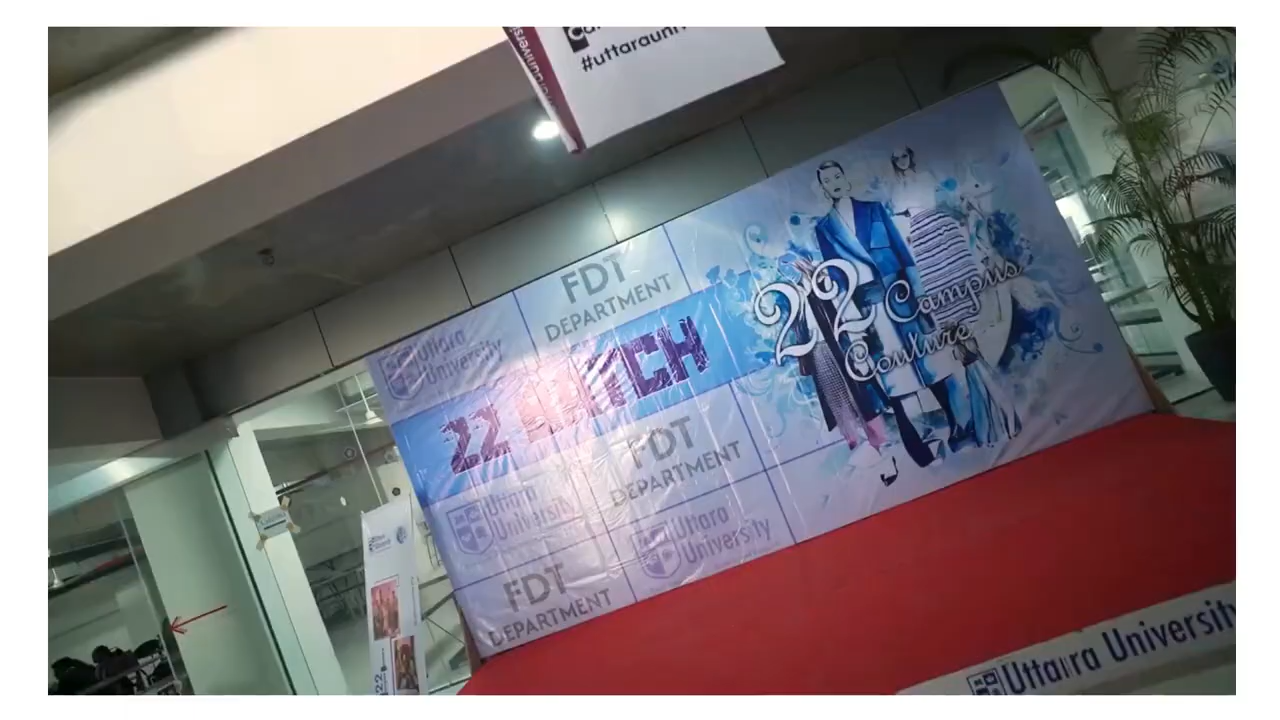 #uttarauni
Uttara
University
FDT
DEPARTMENT
22 BATCH
22 Campus
Couture
FDT
DEPARTMENT
Uttara
University
Uttara
University
FDT
DEPARTMENT
Uttara University